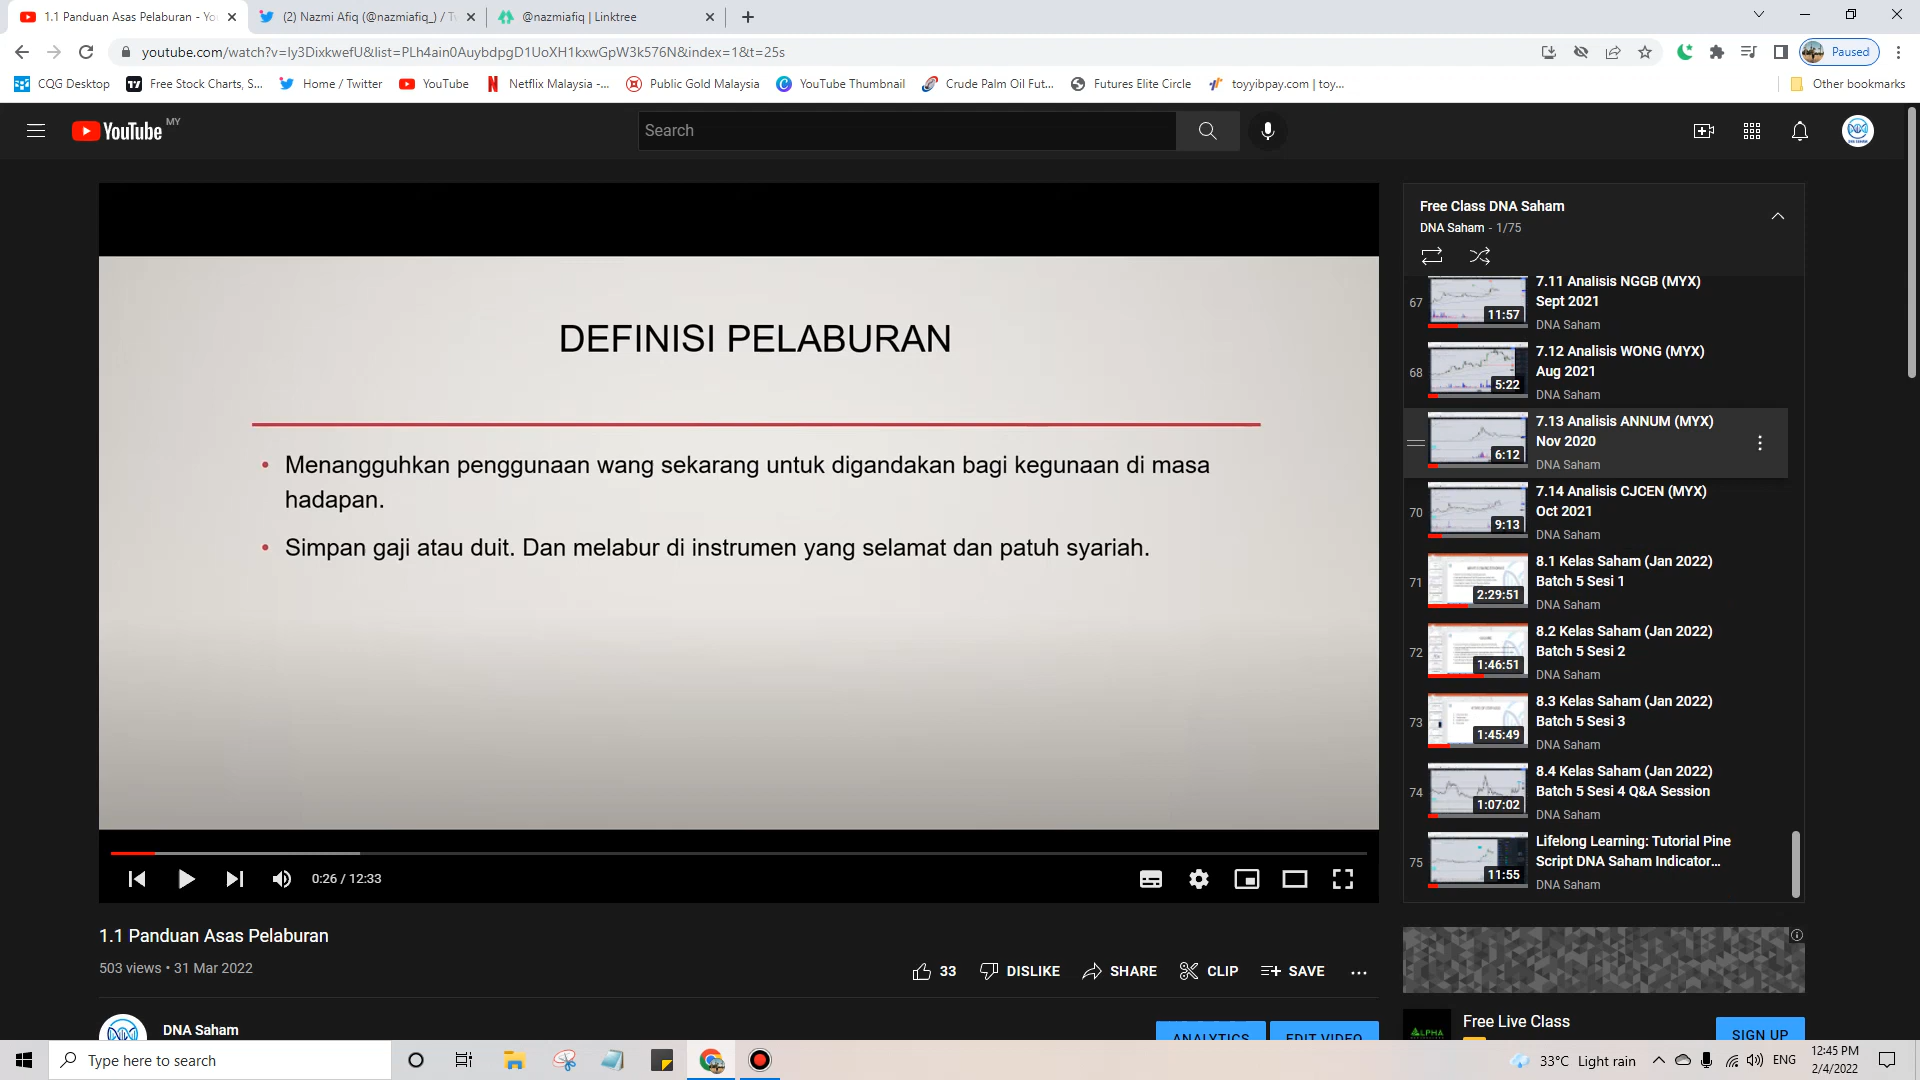 1.1 Panduan Asas Pelaburan - Yo
(2) Nazmi Afiq (@nazmiafiq_) / Tw
@nazmiafiq | Linktree
youtube.com/watch?v=Iy3DixkwefU&list=PLh4ain0AuybdpgD1UoXH1kxwGpW3k576N&index=1&t=25s
Paused
CQG Desktop
Free Stock Charts, S...
Home / Twitter
YouTube
Netflix Malaysia -...
Public Gold Malaysia
YouTube Thumbnail
Crude Palm Oil Fut...
Futures Elite Circle
toyyibpay.com | toy...
Other bookmarks
YouTube MY
Search
DEFINISI PELABURAN
• Menangguhkan penggunaan wang sekarang untuk digandakan bagi kegunaan di masa
hadapan.
• Simpan gaji atau duit. Dan melabur di instrumen yang selamat dan patuh syariah.
0:26 / 12:33
1.1 Panduan Asas Pelaburan
503 views • 31 Mar 2022
33
DISLIKE
SHARE
CLIP
SAVE
DNA Saham
ANALYTICS
EDIT VIDEO
Free Class DNA Saham
DNA Saham - 1/75
67
11:57
7.11 Analisis NGGB (MYX)
Sept 2021
DNA Saham
68
5:22
7.12 Analisis WONG (MYX)
Aug 2021
DNA Saham
6:12
7.13 Analisis ANNUM (MYX)
Nov 2020
DNA Saham
70
9:13
7.14 Analisis CJCEN (MYX)
Oct 2021
DNA Saham
71
2:29:51
8.1 Kelas Saham (Jan 2022)
Batch 5 Sesi 1
DNA Saham
72
1:46:51
8.2 Kelas Saham (Jan 2022)
Batch 5 Sesi 2
DNA Saham
73
1:45:49
8.3 Kelas Saham (Jan 2022)
Batch 5 Sesi 3
DNA Saham
74
1:07:02
8.4 Kelas Saham (Jan 2022)
Batch 5 Sesi 4 Q&A Session
DNA Saham
75
11:55
Lifelong Learning: Tutorial Pine
Script DNA Saham Indicator...
DNA Saham
ALPHA
Free Live Class
SIGN UP
Type here to search
33°C Light rain
ENG
12:45 PM
2/4/2022